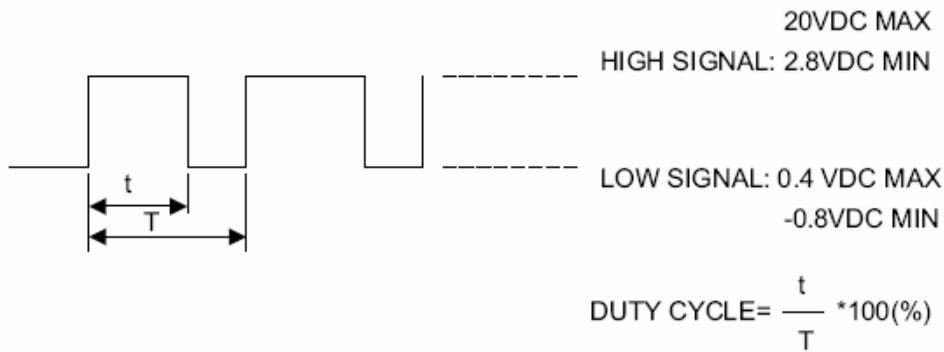 20VDC MAX
HIGH SIGNAL: 2.8VDC MIN
t
T
LOW SIGNAL: 0.4 VDC MAX
-0.8VDC MIN
t
DUTY CYCLE= *100(%)
T